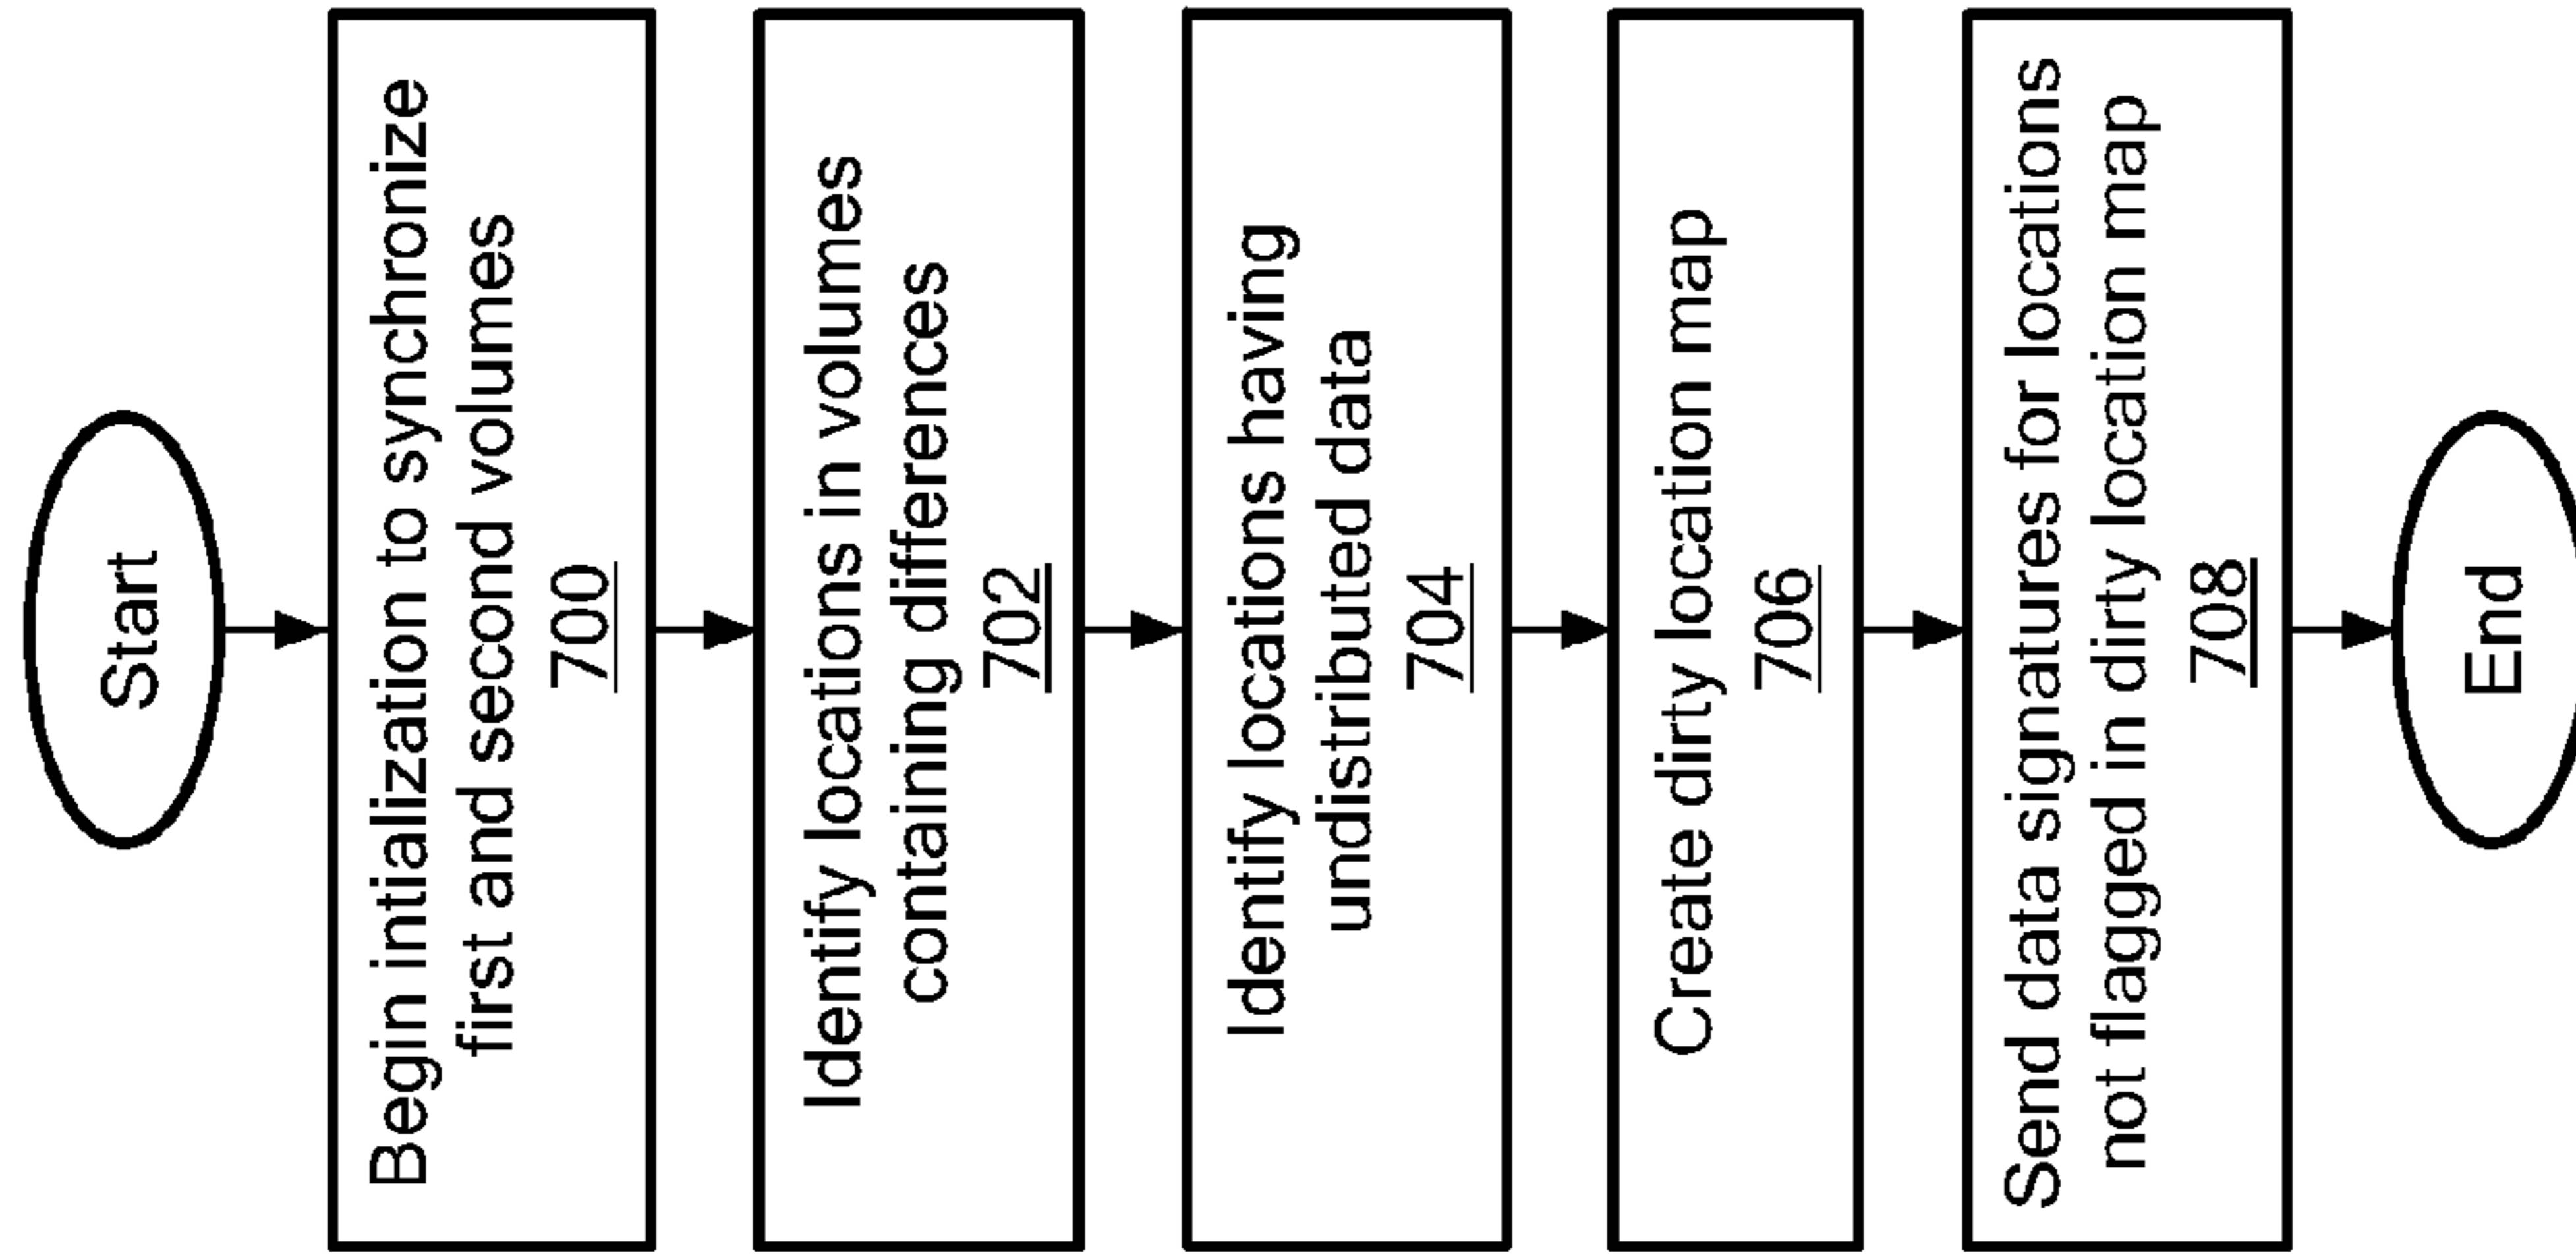 Start
Begin intialization to synchronize
first and second volumes
700
Identify locations in volumes
containing differences
702
Identify locations having
undistributed data
704
Create dirty location map
706
Send data signatures for locations
not flagged in dirty location map
708
End